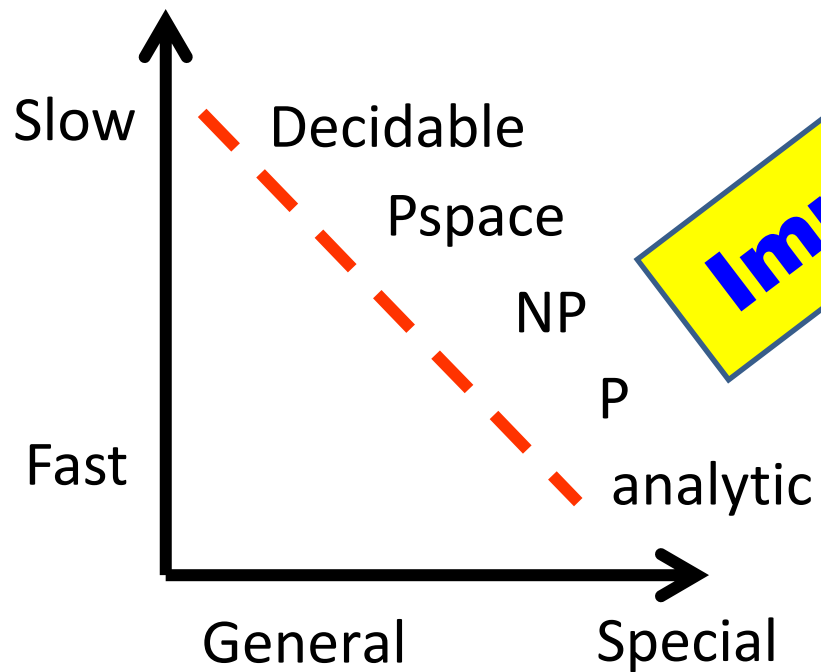 Slow
Decidable
Pspace
NP
P
Fast
analytic
General
Special